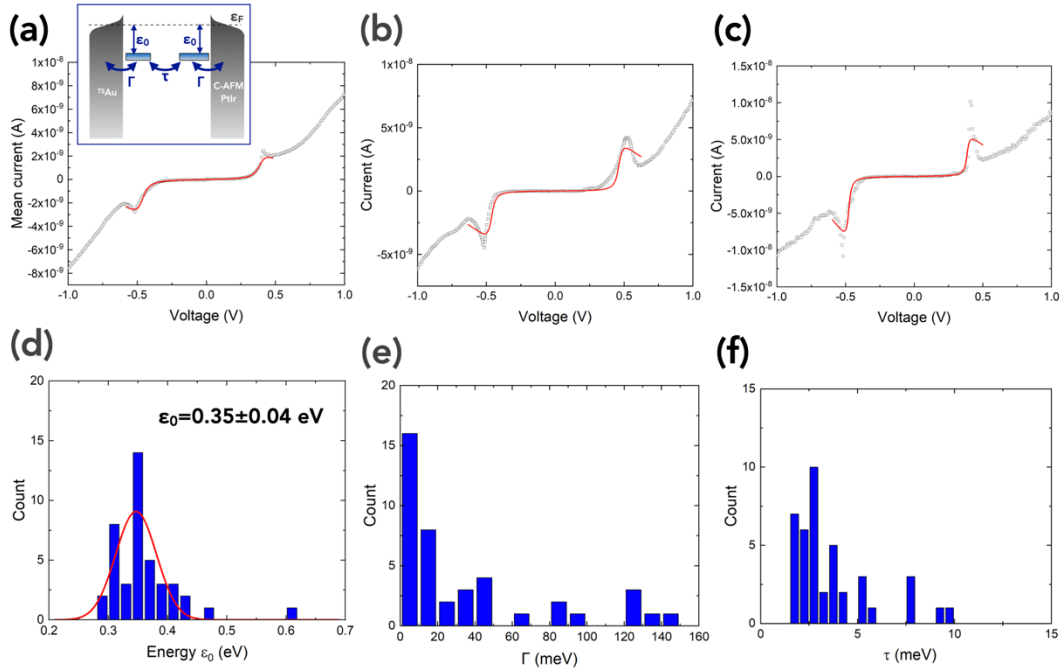 (a)
ε_F
ε₀
ε₀
Γ
τ
Γ
ᵀˢAu
C-AFM
PtIr
1x10⁻⁸
8x10⁻⁹
6x10⁻⁹
4x10⁻⁹
2x10⁻⁹
0
-2x10⁻⁹
-4x10⁻⁹
-6x10⁻⁹
-8x10⁻⁹
Mean current (A)
-1.0 -0.5 0.0 0.5 1.0
Voltage (V)
(b)
1x10⁻⁸
5x10⁻⁹
0
-5x10⁻⁹
Current (A)
-1.0 -0.5 0.0 0.5 1.0
Voltage (V)
(c)
1.5x10⁻⁸
1.0x10⁻⁸
5.0x10⁻⁹
0
-5.0x10⁻⁹
-1.0x10⁻⁸
-1.5x10⁻⁸
Current (A)
-1.0 -0.5 0.0 0.5 1.0
Voltage (V)
(d)
20
15
10
5
0
Count
ε₀=0.35±0.04 eV
0.2 0.3 0.4 0.5 0.6 0.7
Energy ε₀ (eV)
(e)
20
15
10
5
0
Count
0 20 40 60 80 100 120 140 160
Γ (meV)
(f)
15
10
5
0
Count
0 5 10 15
τ (meV)